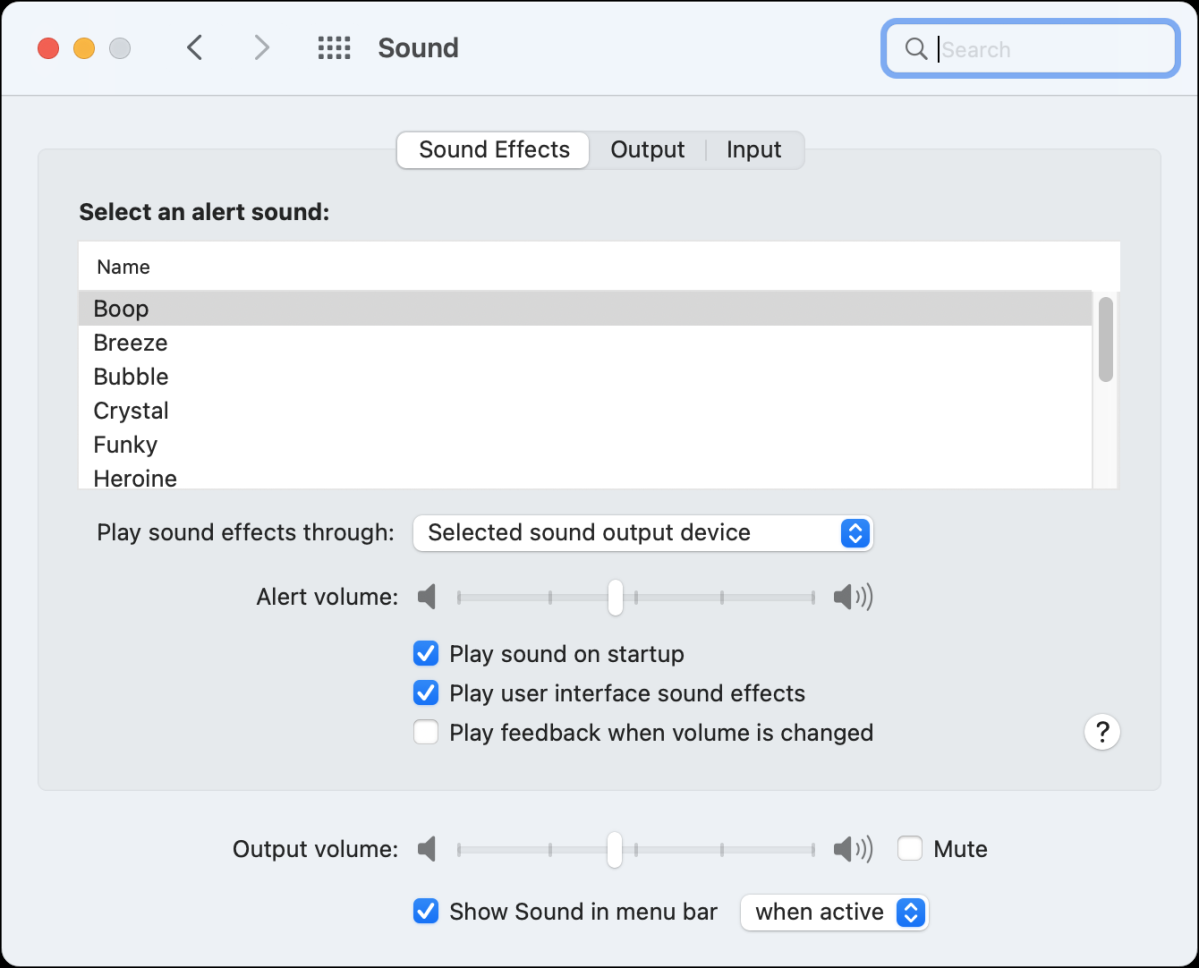 Sound
Search
Sound Effects
Output
Input
Select an alert sound:
Name
Boop
Breeze
Bubble
Crystal
Funky
Heroine
Play sound effects through: Selected sound output device
Alert volume:
Play sound on startup
Play user interface sound effects
Play feedback when volume is changed
?
Output volume:
Mute
Show Sound in menu bar
when active